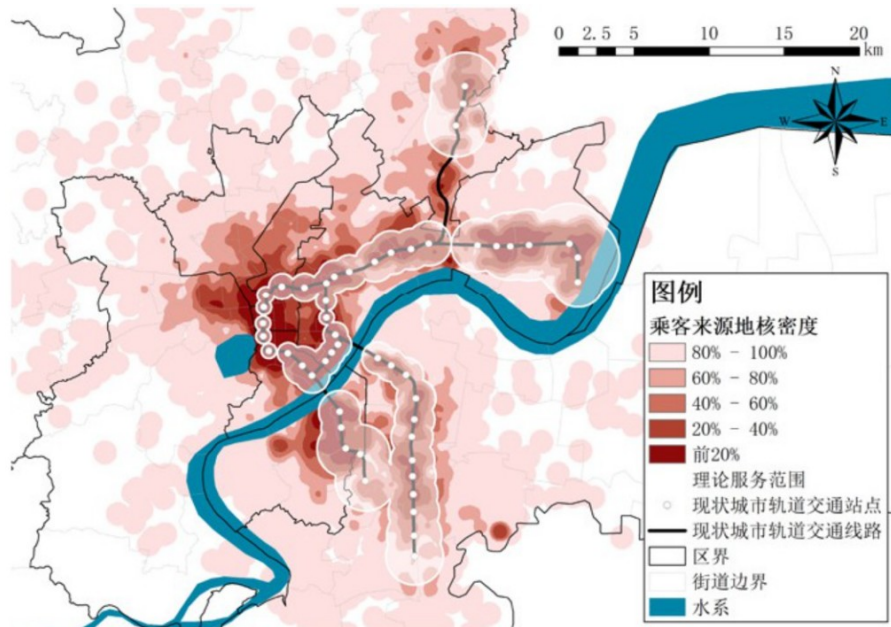 0 2.5 5 10 15 20
km
N
W E
S
图例
乘客来源地核密度
80% - 100%
60% - 80%
40% - 60%
20% - 40%
前20%
理论服务范围
现状城市轨道交通站点
现状城市轨道交通线路
区界
街道边界
水系